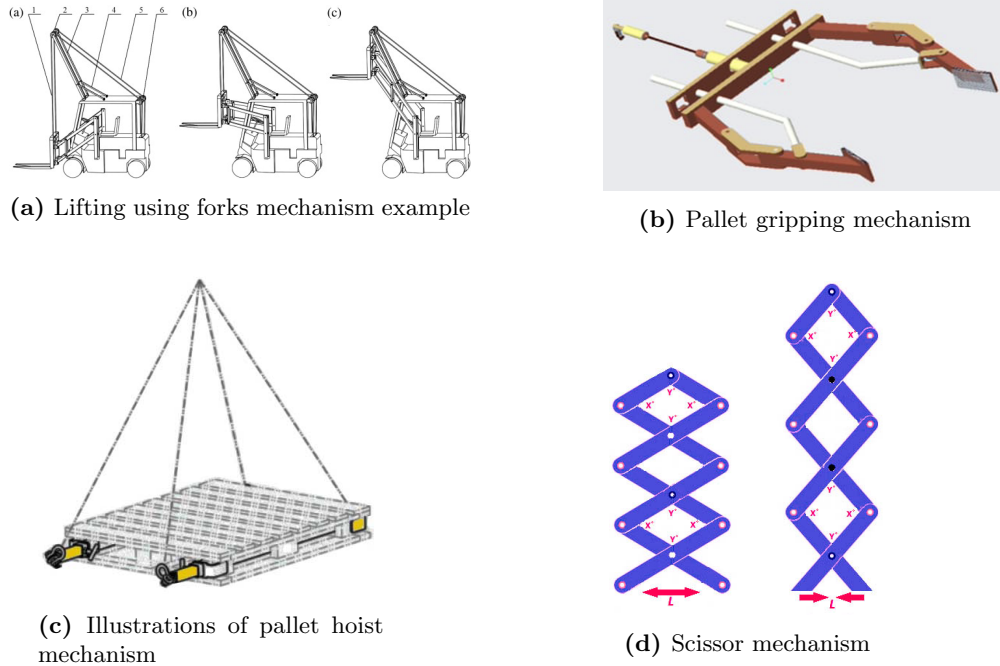 (a) 1 2 3 4 5 6 (b) (c)
(a) Lifting using forks mechanism example
(b) Pallet gripping mechanism
(c) Illustrations of pallet hoist
mechanism
Y°
X° X°
Y°
Y°
X° X°
Y°
L
Y°
X° X°
Y°
Y°
X° X°
Y°
L
(d) Scissor mechanism